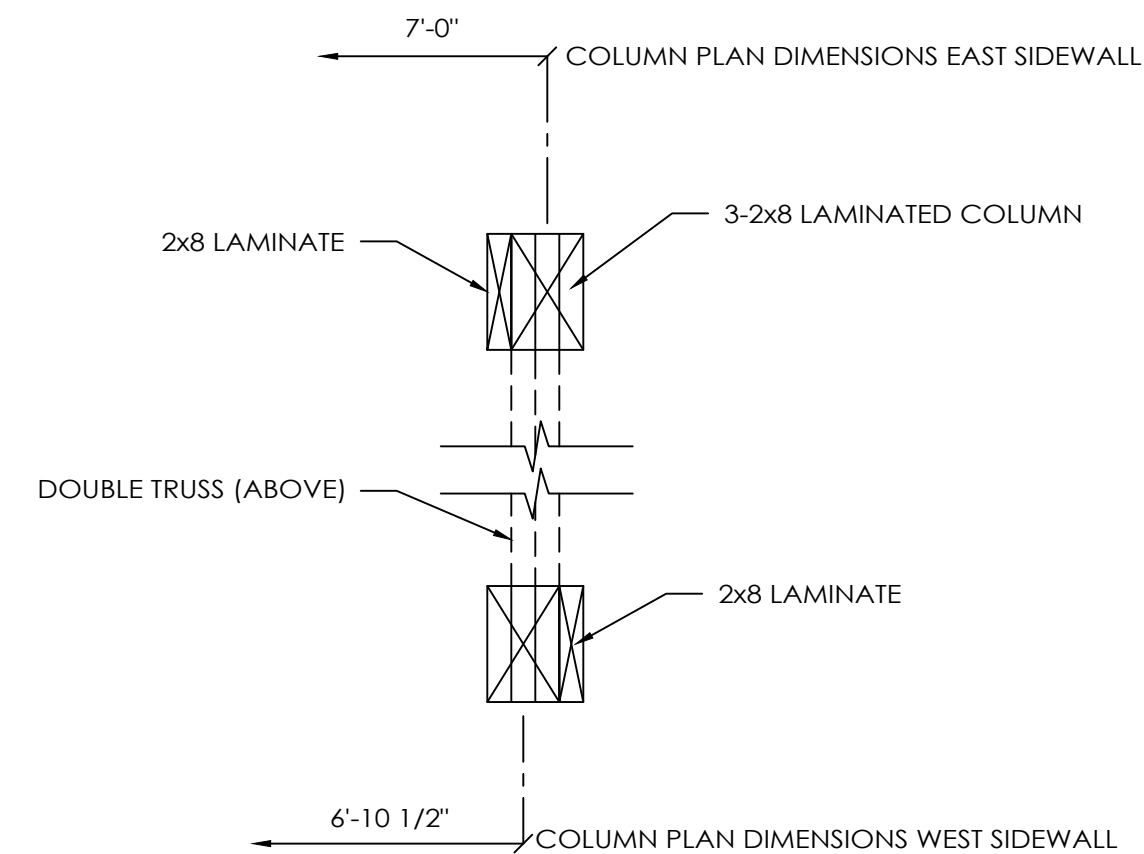 7'-0"
COLUMN PLAN DIMENSIONS EAST SIDEWALL
3-2x8 LAMINATED COLUMN
2x8 LAMINATE
DOUBLE TRUSS (ABOVE)
2x8 LAMINATE
6'-10 1/2"
COLUMN PLAN DIMENSIONS WEST SIDEWALL